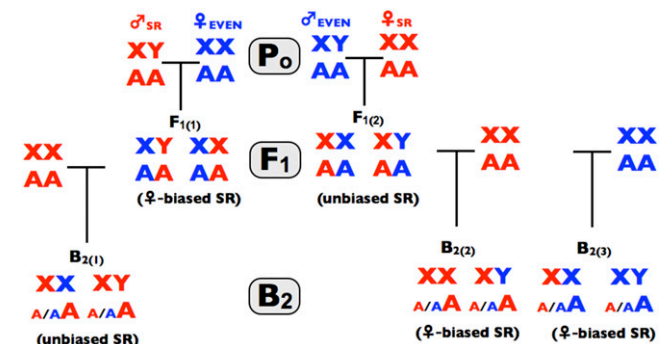 ♂SR ♀EVEN ♂EVEN ♀SR
XY XX Po XY XX
AA AA AA AA
F1(1) F1(2)
XX XY XX F1 XX XY XX XX
AA AA AA AA AA AA AA
(♀-biased SR) (unbiased SR)
B2(1) B2(2) B2(3)
XX XY B2 XX XY XX XY
A/AA A/AA A/AA A/AA A/AA A/AA
(unbiased SR) (♀-biased SR) (♀-biased SR)